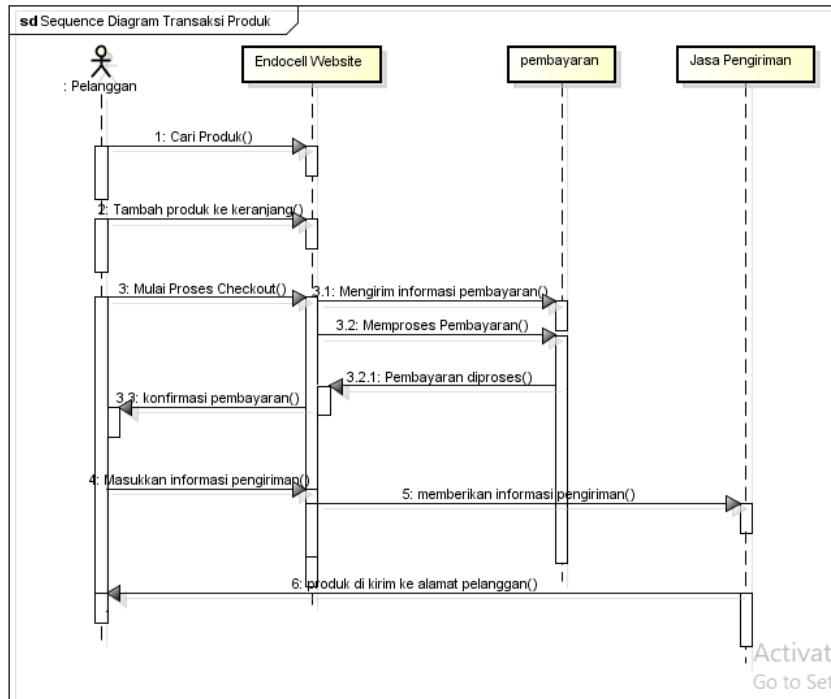 sd Sequence Diagram Transaksi Produk
: Pelanggan
Endocell Website
pembayaran
Jasa Pengiriman
1: Cari Produk()
2: Tambah produk ke keranjang()
3: Mulai Proses Checkout()
3.1: Mengirim informasi pembayaran()
3.2: Memproses Pembayaran()
3.2.1: Pembayaran diproses()
3.3: konfirmasi pembayaran()
4: Masukkan informasi pengiriman()
5: memberikan informasi pengiriman()
6: produk di kirim ke alamat pelanggan()
Activat
Go to Set